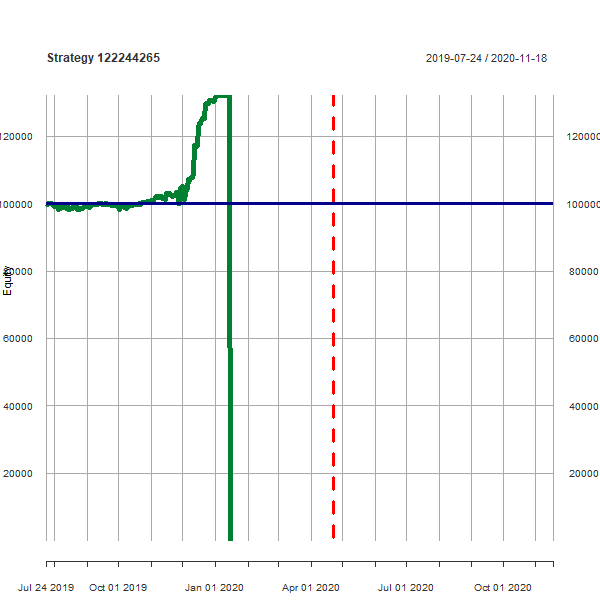 Strategy 122244265
2019-07-24 / 2020-11-18
Equity
120000
100000
80000
60000
40000
20000
120000
100000
80000
60000
40000
20000
Jul 24 2019
Oct 01 2019
Jan 01 2020
Apr 01 2020
Jul 01 2020
Oct 01 2020